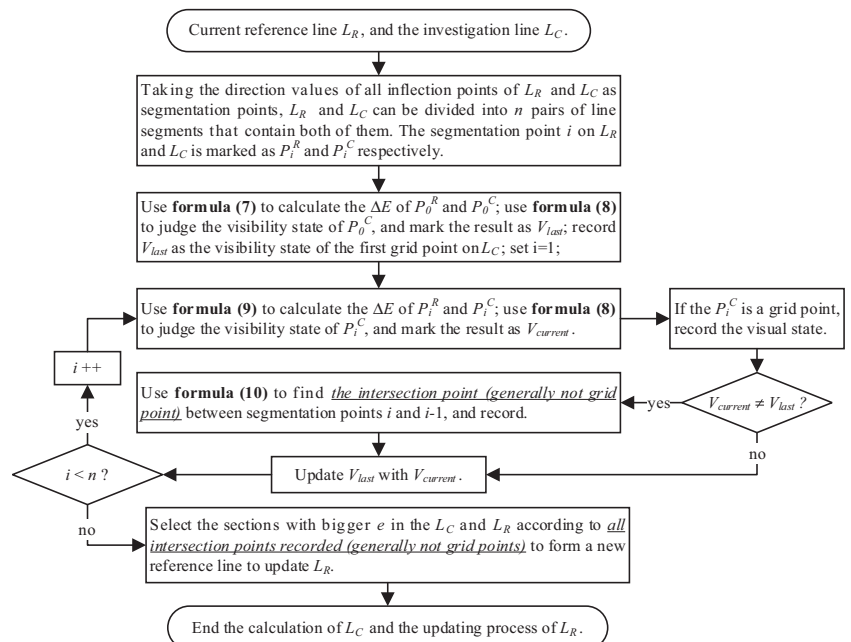 Current reference line L_R, and the investigation line L_C.
Taking the direction values of all inflection points of L_R and L_C as
segmentation points, L_R and L_C can be divided into n pairs of line
segments that contain both of them. The segmentation point i on L_R
and L_C is marked as P_i^R and P_i^C respectively.
Use formula (7) to calculate the ΔE of P_0^R and P_0^C; use formula (8)
to judge the visibility state of P_0^C, and mark the result as V_last; record
V_last as the visibility state of the first grid point on L_C; set i=1;
Use formula (9) to calculate the ΔE of P_i^R and P_i^C; use formula (8)
to judge the visibility state of P_i^C, and mark the result as V_current.
If the P_i^C is a grid point,
record the visual state.
i ++
V_current ≠ V_last ?
yes
Use formula (10) to find the intersection point (generally not grid
point) between segmentation points i and i-1, and record.
yes
no
Update V_last with V_current.
i < n ?
no
Select the sections with bigger e in the L_C and L_R according to all
intersection points recorded (generally not grid points) to form a new
reference line to update L_R.
End the calculation of L_C and the updating process of L_R.